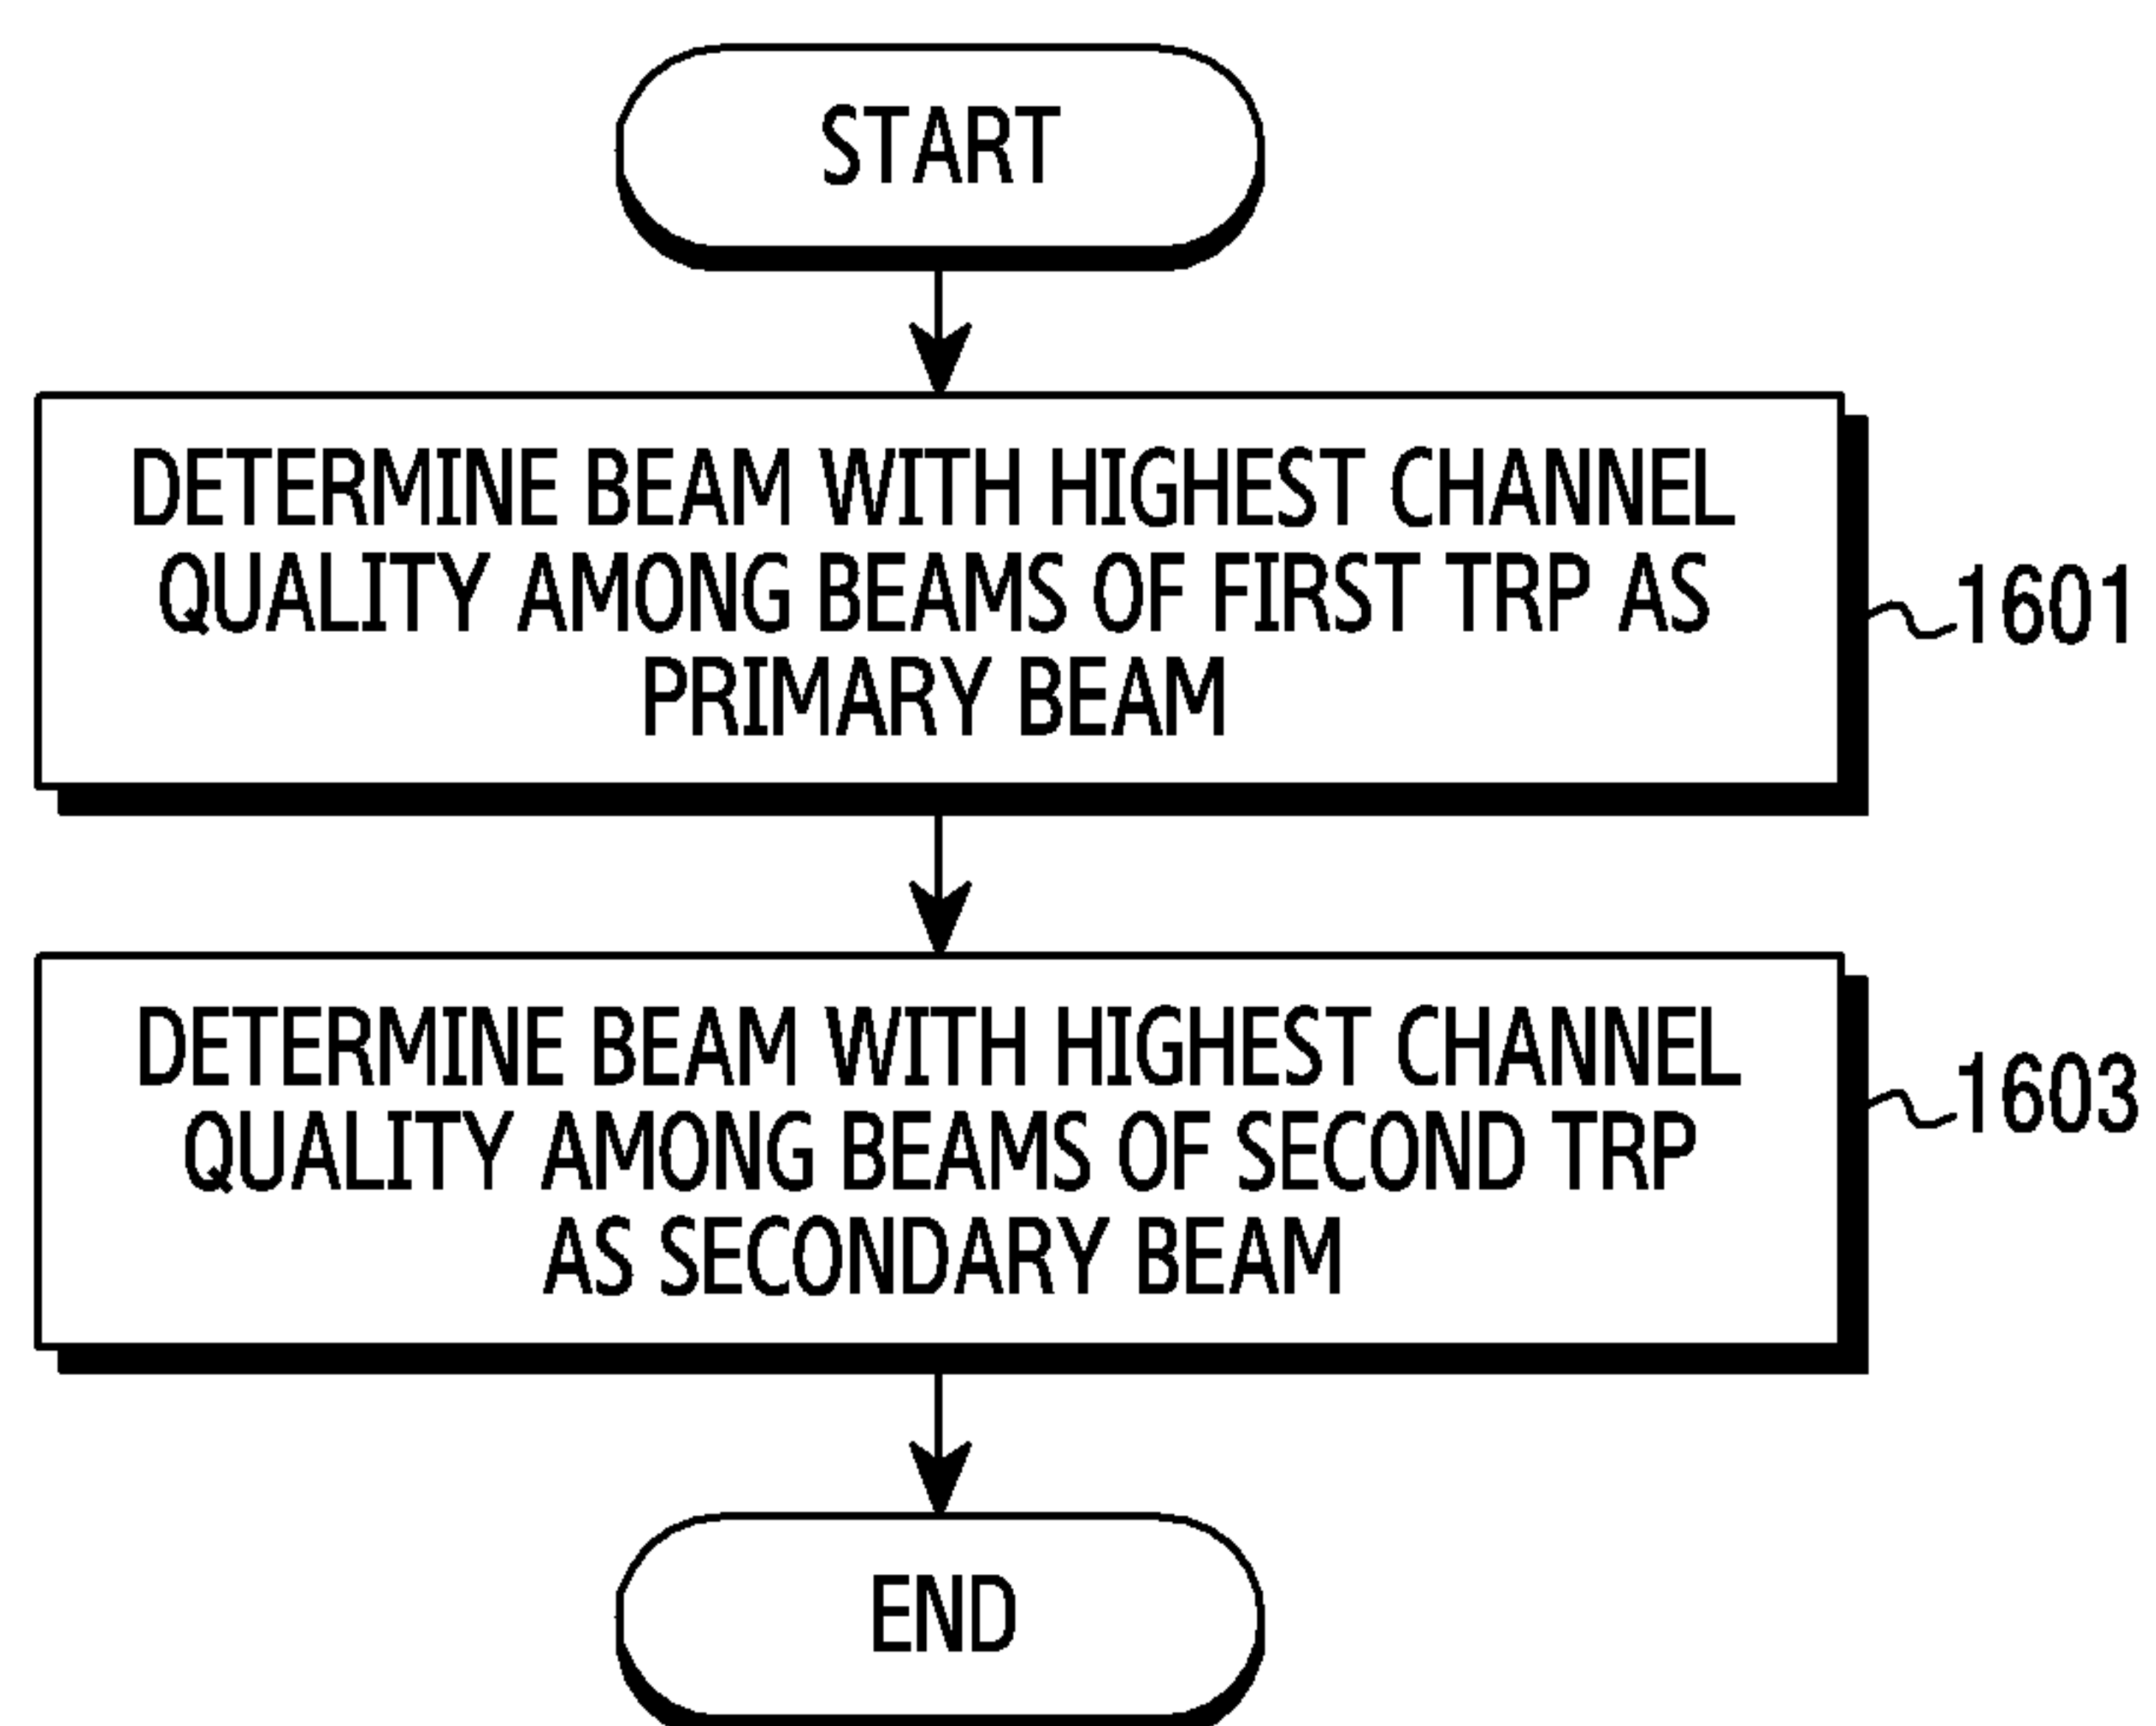 START
DETERMINE BEAM WITH HIGHEST CHANNEL
QUALITY AMONG BEAMS OF FIRST TRP AS
PRIMARY BEAM
1601
DETERMINE BEAM WITH HIGHEST CHANNEL
QUALITY AMONG BEAMS OF SECOND TRP
AS SECONDARY BEAM
1603
END